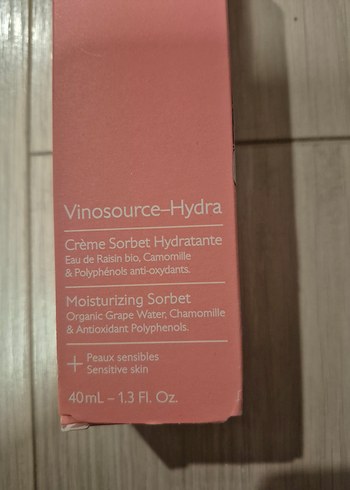 Vinosource–Hydra
Crème Sorbet Hydratante
Eau de Raisin bio, Camomille
& Polyphénols anti-oxydants.
Moisturizing Sorbet
Organic Grape Water, Chamomille
& Antioxidant Polyphenols.
+ Peaux sensibles
Sensitive skin
40mL – 1.3 Fl. Oz.